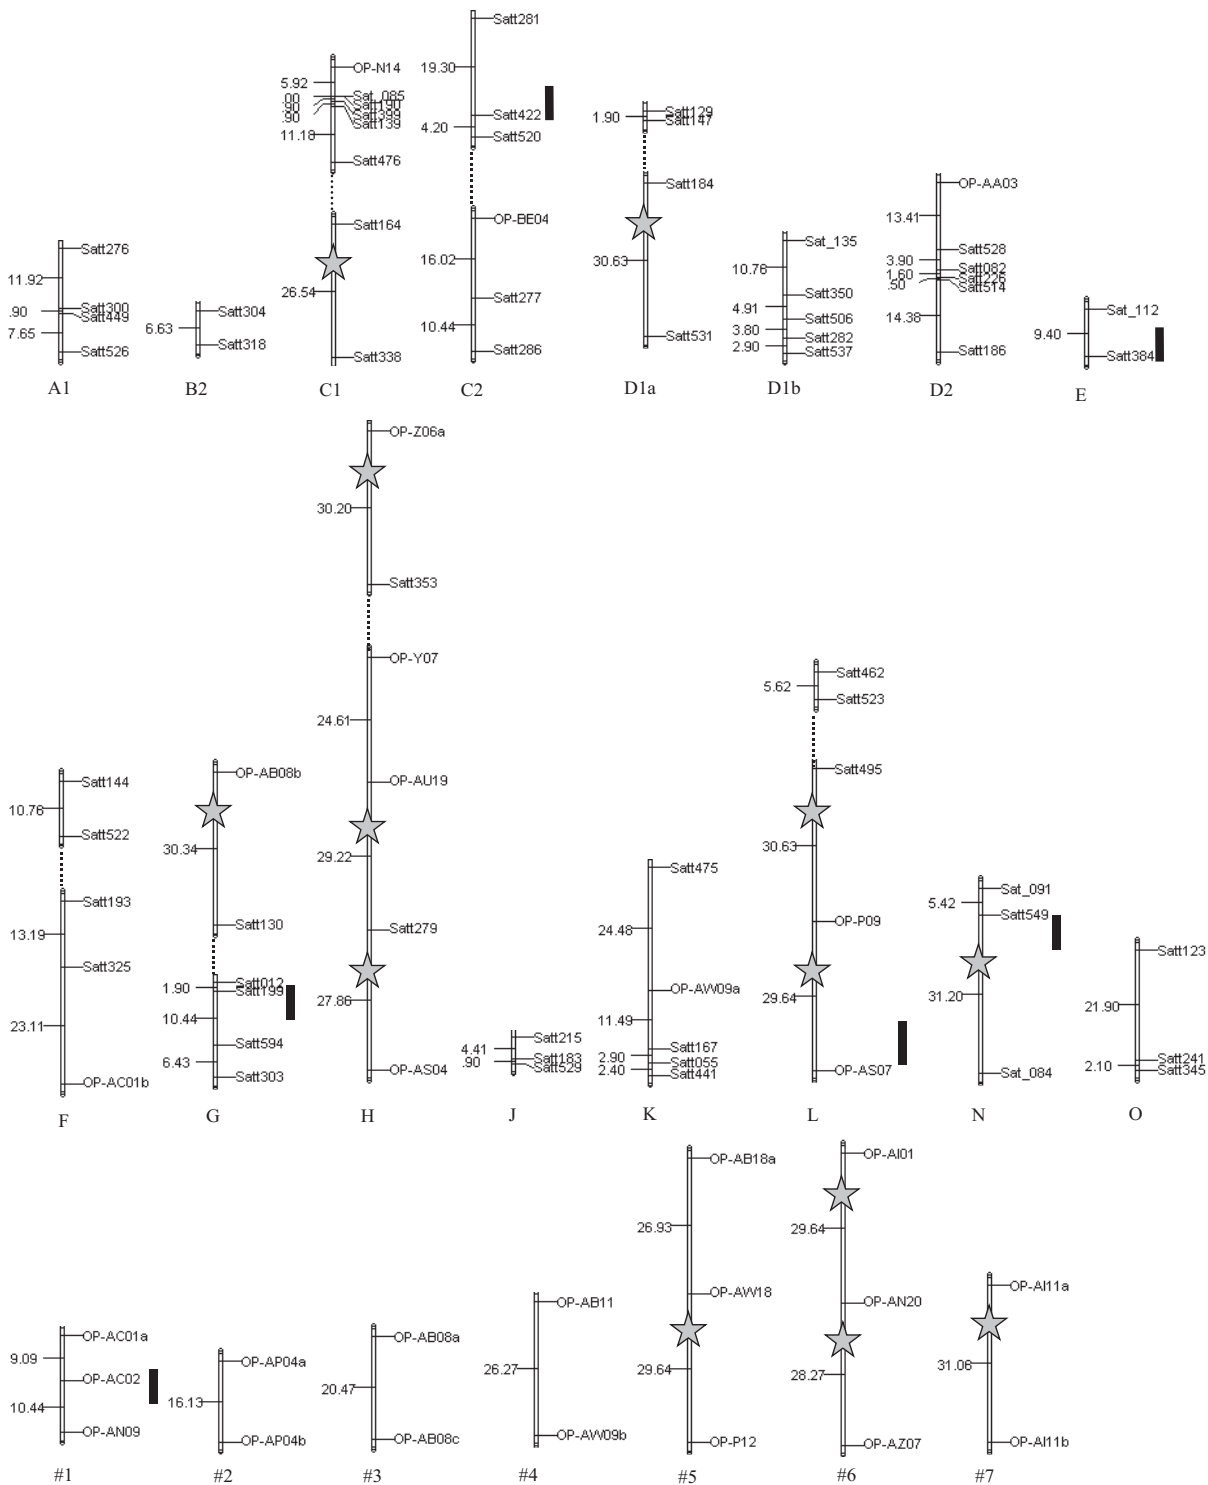 Satt276
11.92
Satt300
.90
Satt449
7.65
Satt526
A1
Satt304
6.63
Satt318
B2
OP-N14
5.92
Sat_085
.00
Satt190
.90
Satt399
.90
Satt139
11.18
Satt476
Satt164
26.54
Satt338
C1
Satt281
19.30
Satt422
4.20
Satt520
OP-BE04
16.02
Satt277
10.44
Satt286
C2
Satt129
1.90
Satt147
Satt184
30.63
Satt531
D1a
Sat_135
10.76
Satt350
4.91
Satt506
3.80
Satt282
2.90
Satt537
D1b
OP-AA03
13.41
Satt528
3.90
Satt082
1.60
Satt226
.50
Satt514
14.38
Satt186
D2
Sat_112
9.40
Satt384
E
Satt144
10.76
Satt522
Satt193
13.19
Satt325
23.11
OP-AC01b
F
OP-AB08b
30.34
Satt130
Satt012
1.90
Satt199
10.44
Satt594
6.43
Satt303
G
OP-Z06a
30.20
Satt353
OP-Y07
24.61
OP-AU19
29.22
Satt279
27.86
OP-AS04
H
Satt215
4.41
Satt183
.90
Satt529
J
Satt475
24.48
OP-AW09a
11.49
Satt167
2.90
Satt055
2.40
Satt441
K
Satt462
5.62
Satt523
Satt495
30.63
OP-P09
29.64
OP-AS07
L
Sat_091
5.42
Satt549
31.20
Sat_084
N
Satt123
21.90
Satt241
2.10
Satt345
O
OP-AC01a
9.09
OP-AC02
10.44
OP-AN09
#1
OP-AP04a
16.13
OP-AP04b
#2
OP-AB08a
20.47
OP-AB08c
#3
OP-AB11
26.27
OP-AW09b
#4
OP-AB18a
26.93
OP-AW18
29.64
OP-P12
#5
OP-AI01
29.64
OP-AN20
28.27
OP-AZ07
#6
OP-AI11a
31.06
OP-AI11b
#7